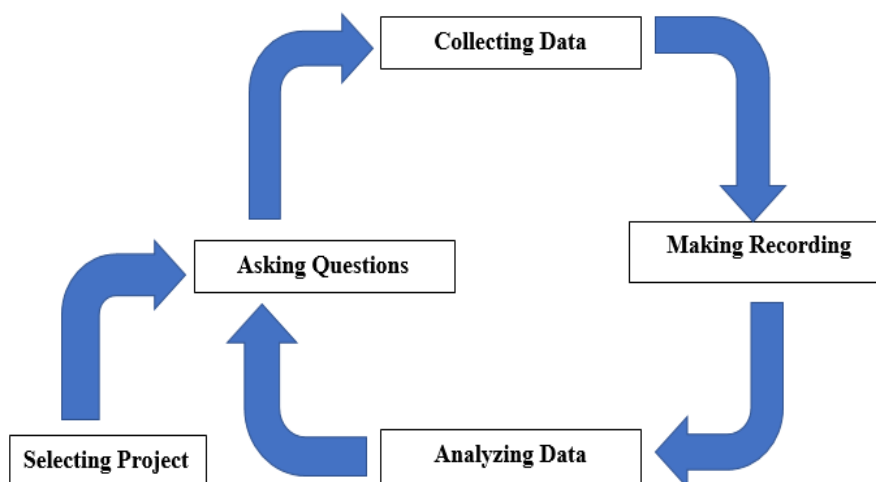 Collecting Data
Making Recording
Asking Questions
Analyzing Data
Selecting Project